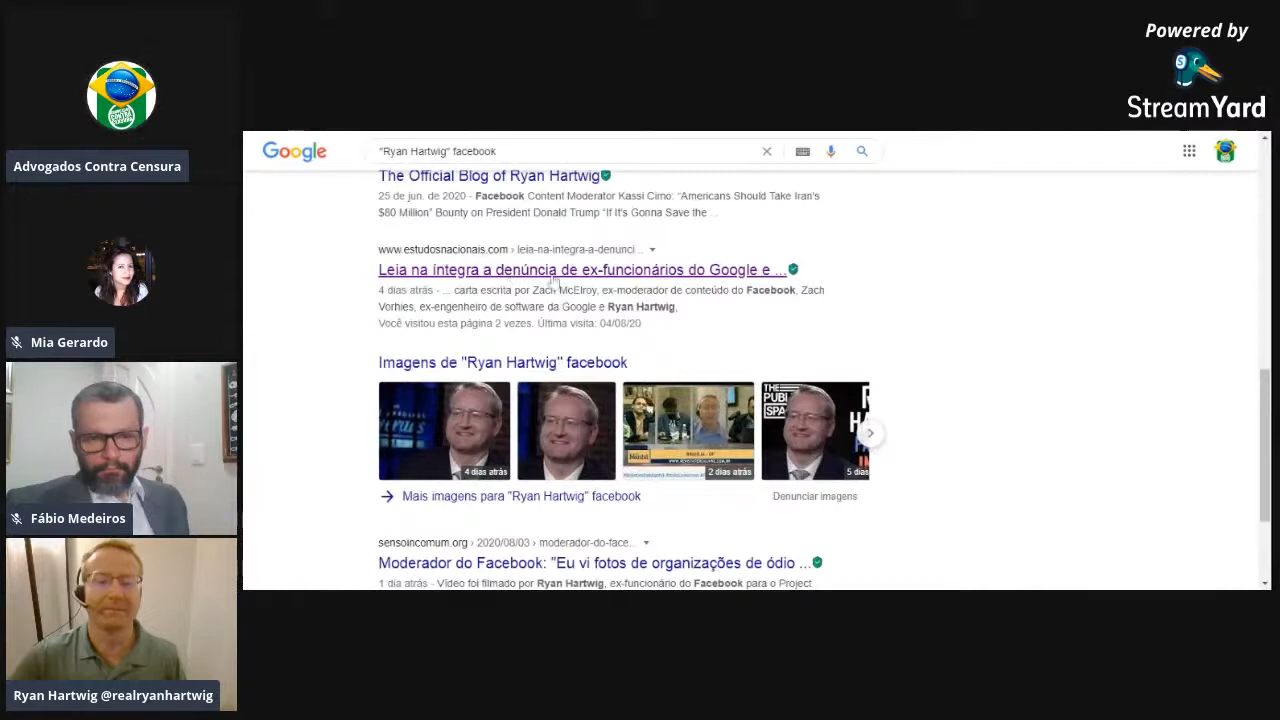 Powered by
StreamYard
Advogados Contra Censura
Mia Gerardo
Fábio Medeiros
Ryan Hartwig @realryanhartwig
Google
"Ryan Hartwig" facebook
The Official Blog of Ryan Hartwig
25 de jun. de 2020 - Facebook Content Moderator Kassi Cimo: “Americans Should Take Iran's
$80 Million” Bounty on President Donald Trump “If It's Gonna Save the ...
www.estudosnacionais.com › leia-na-integra-a-denunci...
Leia na íntegra a denúncia de ex-funcionários do Google e ...
4 dias atrás - ... carta escrita por Zach McElroy, ex-moderador de conteúdo do Facebook, Zach
Vorhies, ex-engenheiro de software da Google e Ryan Hartwig,
Você visitou esta página 2 vezes. Última visita: 04/08/20
Imagens de "Ryan Hartwig" facebook
4 dias atrás
2 dias atrás
THE
PUBL
SPA
5 dias
Mais imagens para "Ryan Hartwig" facebook
Denunciar imagens
sensoincomum.org › 2020/08/03 › moderador-do-face...
Moderador do Facebook: "Eu vi fotos de organizações de ódio ...
1 dia atrás - Vídeo foi filmado por Ryan Hartwig, ex-funcionário do Facebook para o Project